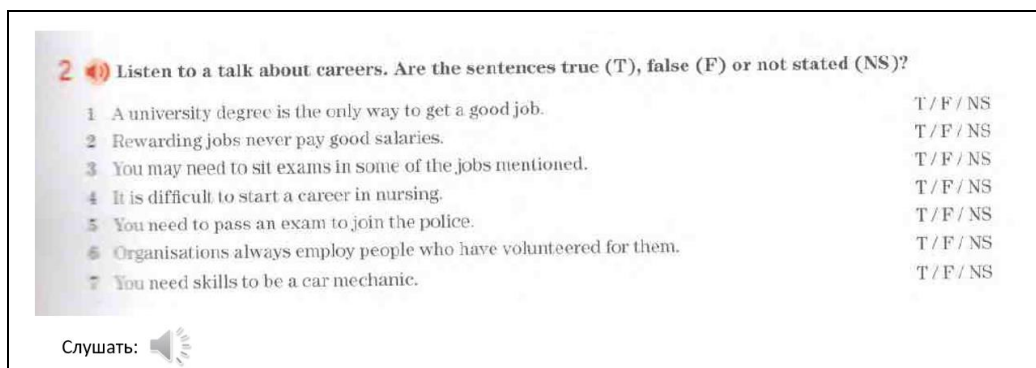 2 Listen to a talk about careers. Are the sentences true (T), false (F) or not stated (NS)?
1 A university degree is the only way to get a good job. T / F / NS
2 Rewarding jobs never pay good salaries. T / F / NS
3 You may need to sit exams in some of the jobs mentioned. T / F / NS
4 It is difficult to start a career in nursing. T / F / NS
5 You need to pass an exam to join the police. T / F / NS
6 Organisations always employ people who have volunteered for them. T / F / NS
7 You need skills to be a car mechanic. T / F / NS
Слушать: